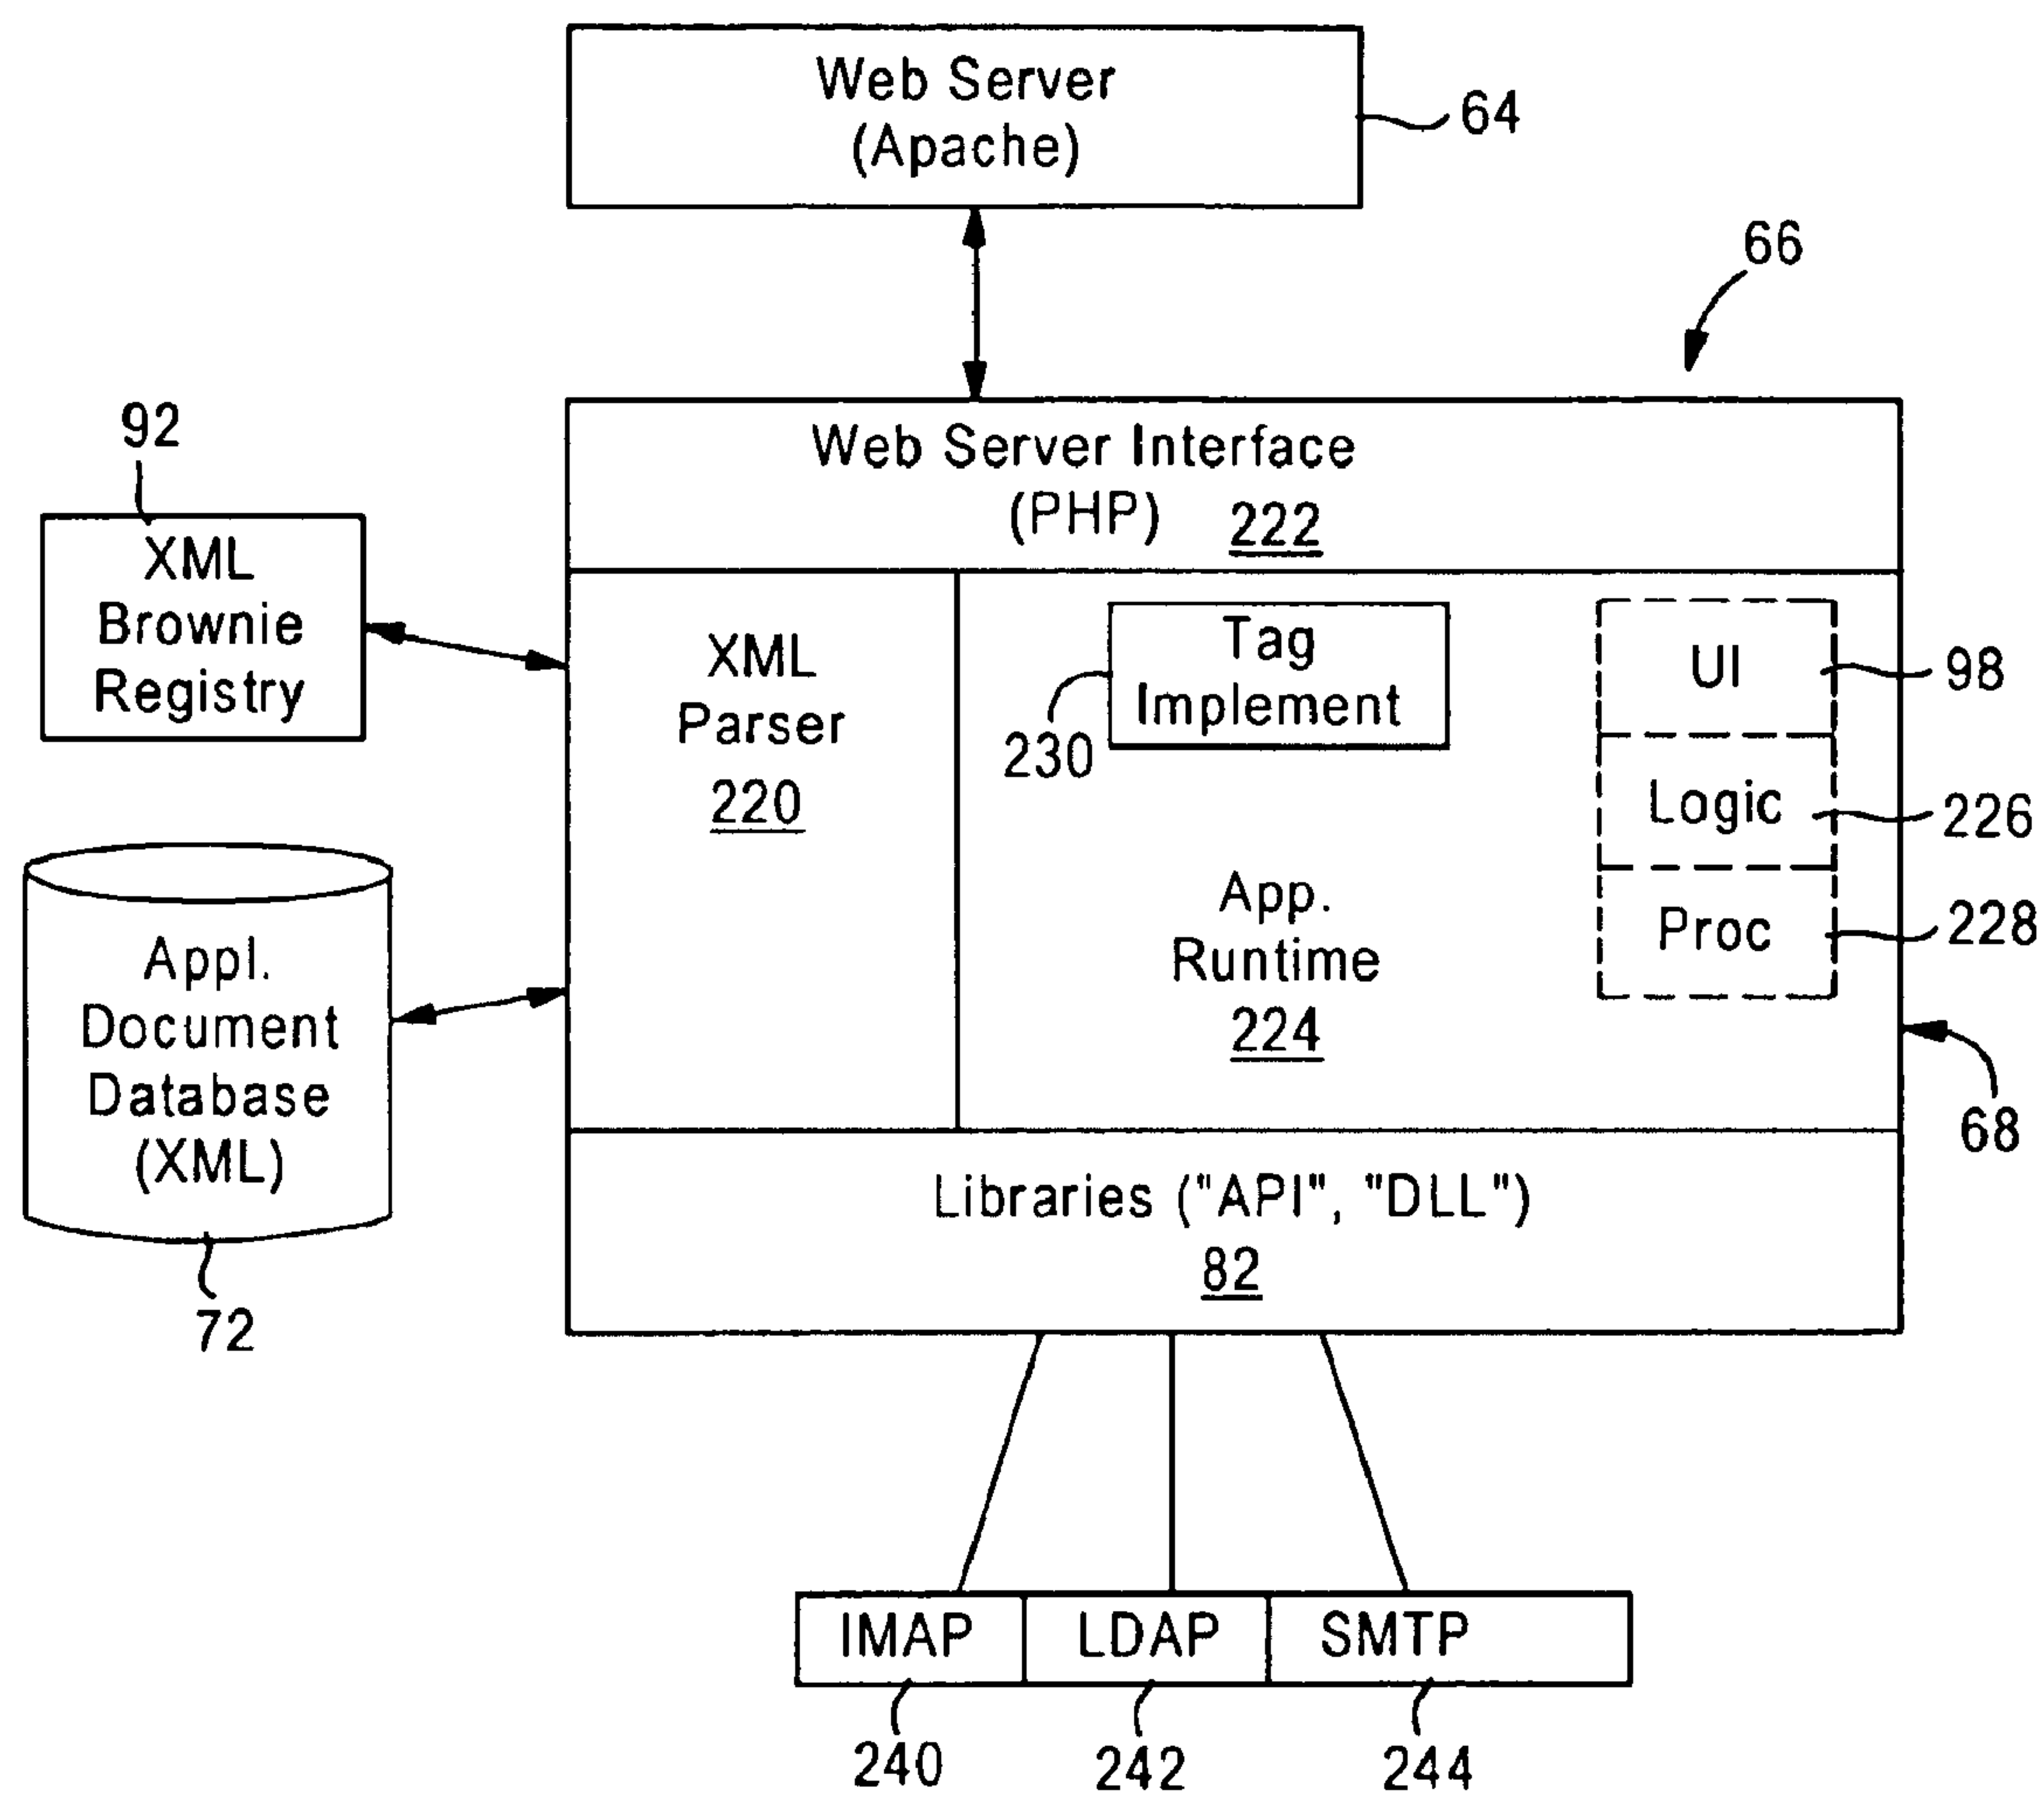 Web Server
(Apache)
64
66
92
Web Server Interface
(PHP) 222
XML
Brownie
Registry
XML
Parser
220
Tag
Implement
230
UI
98
Logic
226
Proc
228
App.
Runtime
224
68
Appl.
Document
Database
(XML)
72
Libraries ("API", "DLL")
82
IMAP
LDAP
SMTP
240
242
244